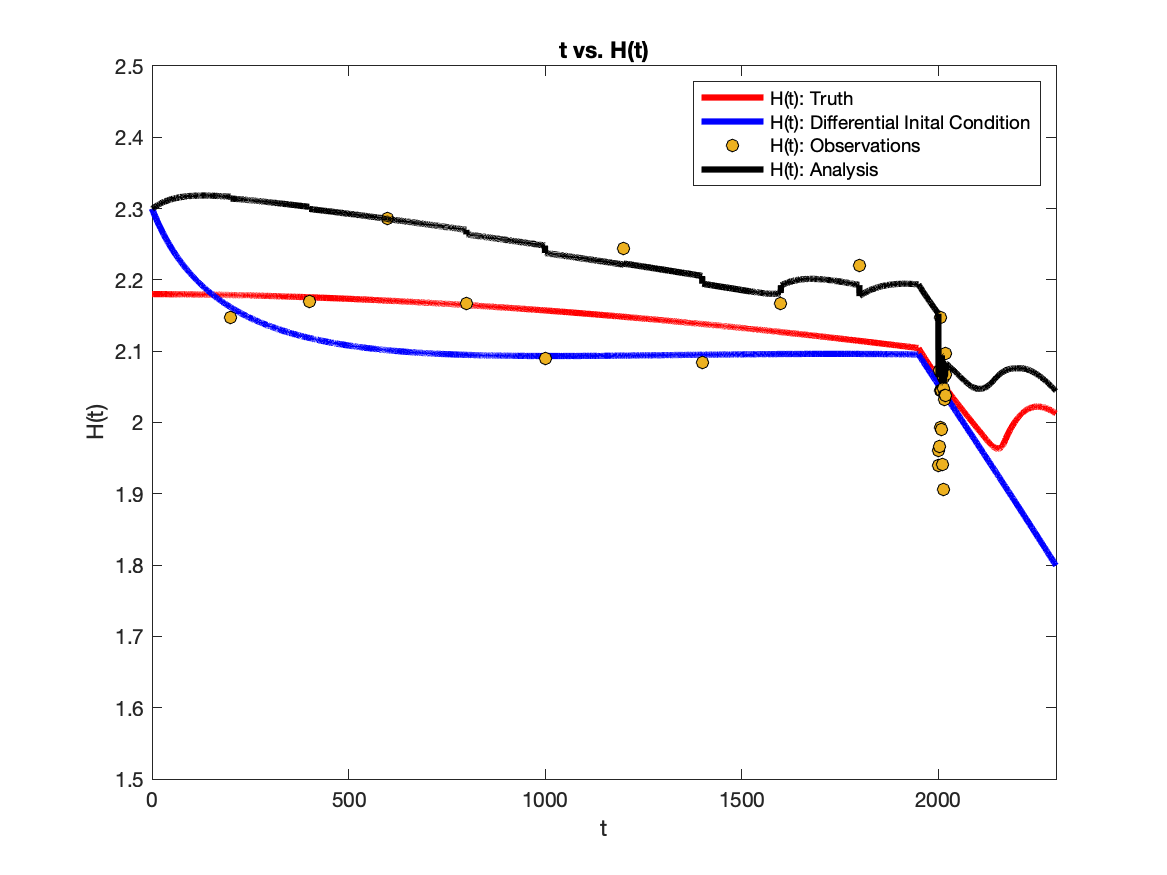 t vs. H(t)
2.5
2.4
2.3
2.2
2.1
2
1.9
1.8
1.7
1.6
1.5
H(t)
H(t): Truth
H(t): Differential Inital Condition
H(t): Observations
H(t): Analysis
0 500 1000 1500 2000
t